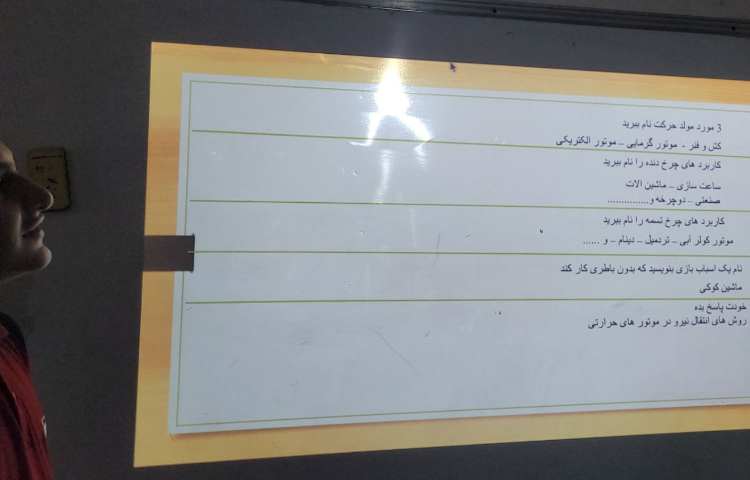 3 مورد مولد حرکت نام ببرید
کش و فنر - موتور گرمایی – موتور الکتریکی
کاربرد های چرخ دنده را نام ببرید
ساعت سازی – ماشین الات
صنعتی – دوچرخه و...............
کاربرد های چرخ تسمه را نام ببرید
موتور کولر آبی – تردمیل – دینام – و ......
نام یک اسباب بازی بنویسید که بدون باطری کار کند
ماشین کوکی
خودت پاسخ بده
روش های انتقال نیرو در موتور های حرارتی